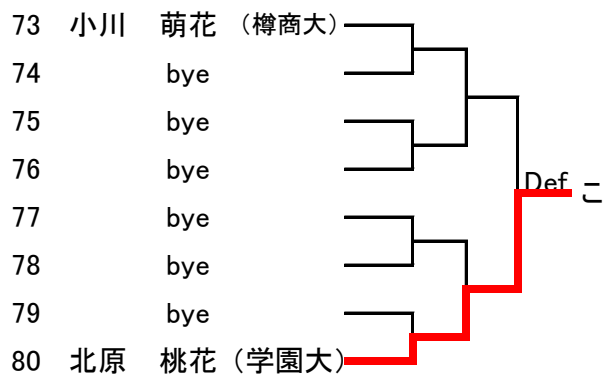 73 小川 萌花 (樽商大)
74 bye
75 bye
76 bye
77 bye
Def こ
78 bye
79 bye
80 北原 桃花 (学園大)